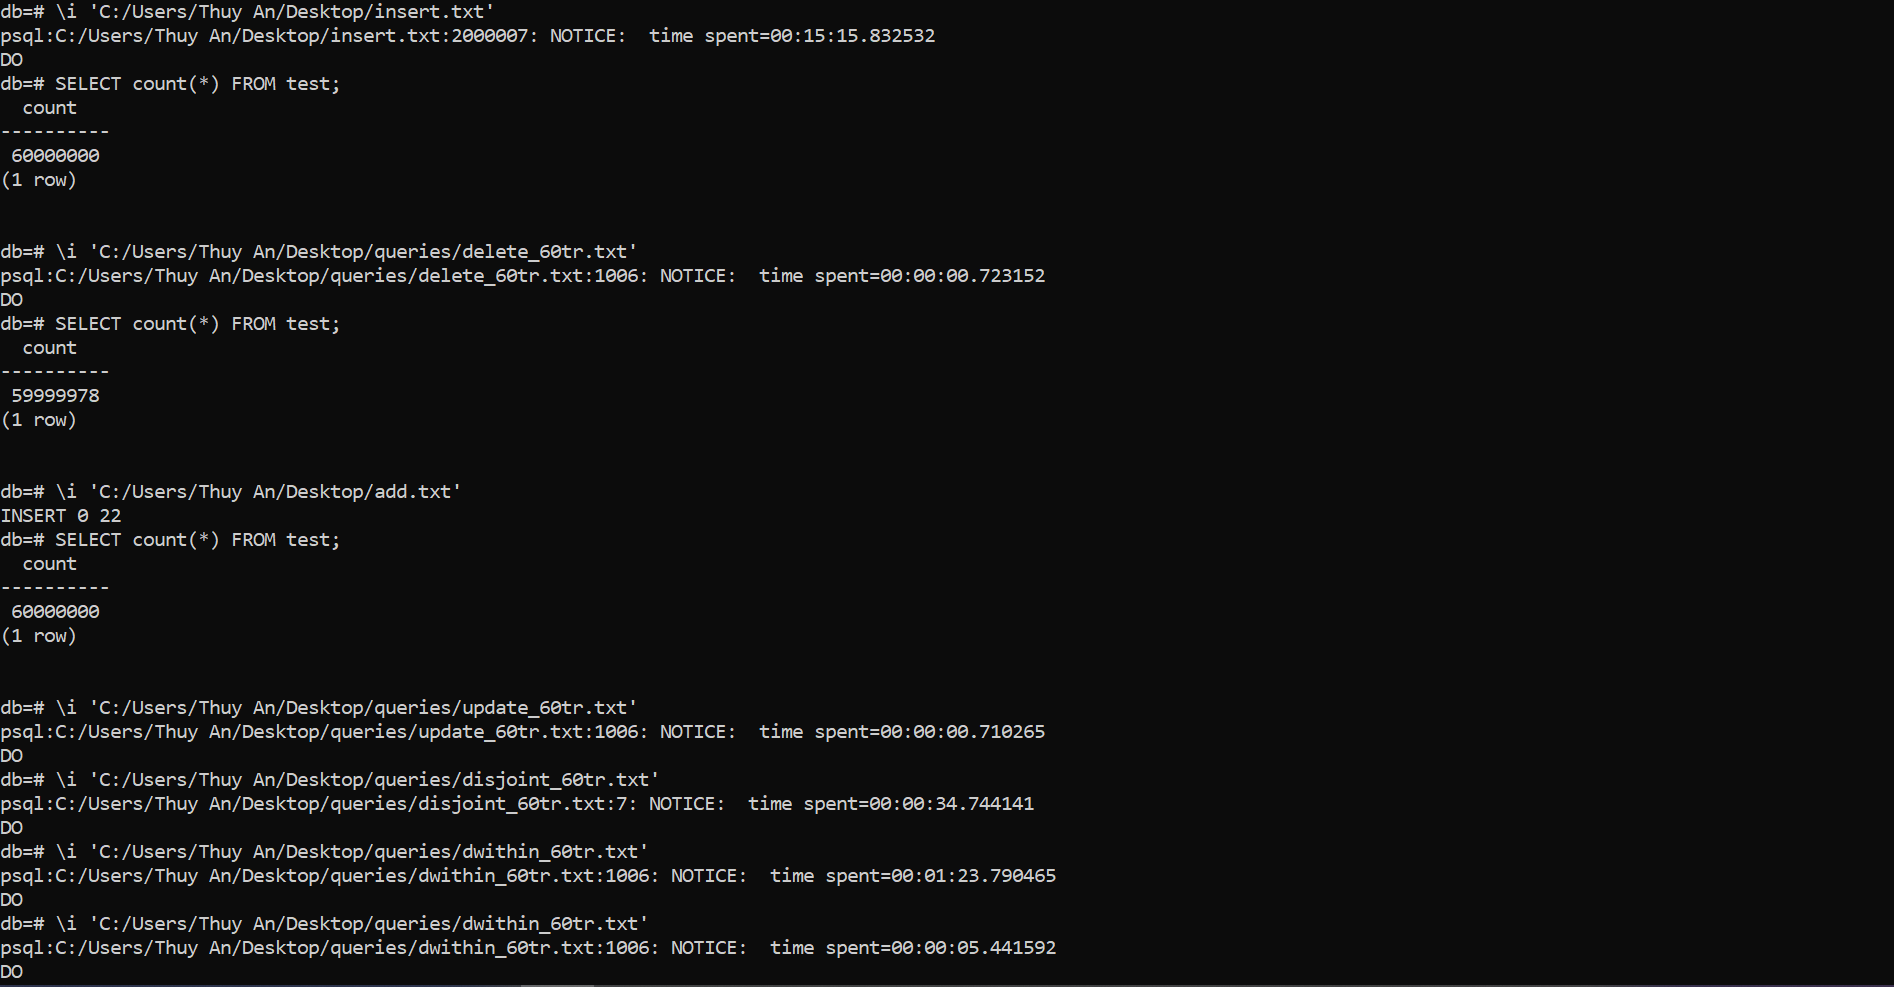 db=# \i 'C:/Users/Thuy An/Desktop/insert.txt'
psql:C:/Users/Thuy An/Desktop/insert.txt:2000007: NOTICE:  time spent=00:15:15.832532
DO
db=# SELECT count(*) FROM test;
  count
----------
 60000000
(1 row)
db=# \i 'C:/Users/Thuy An/Desktop/queries/delete_60tr.txt'
psql:C:/Users/Thuy An/Desktop/queries/delete_60tr.txt:1006: NOTICE:  time spent=00:00:00.723152
DO
db=# SELECT count(*) FROM test;
  count
----------
 59999978
(1 row)
db=# \i 'C:/Users/Thuy An/Desktop/add.txt'
INSERT 0 22
db=# SELECT count(*) FROM test;
  count
----------
 60000000
(1 row)
db=# \i 'C:/Users/Thuy An/Desktop/queries/update_60tr.txt'
psql:C:/Users/Thuy An/Desktop/queries/update_60tr.txt:1006: NOTICE:  time spent=00:00:00.710265
DO
db=# \i 'C:/Users/Thuy An/Desktop/queries/disjoint_60tr.txt'
psql:C:/Users/Thuy An/Desktop/queries/disjoint_60tr.txt:7: NOTICE:  time spent=00:00:34.744141
DO
db=# \i 'C:/Users/Thuy An/Desktop/queries/dwithin_60tr.txt'
psql:C:/Users/Thuy An/Desktop/queries/dwithin_60tr.txt:1006: NOTICE:  time spent=00:01:23.790465
DO
db=# \i 'C:/Users/Thuy An/Desktop/queries/dwithin_60tr.txt'
psql:C:/Users/Thuy An/Desktop/queries/dwithin_60tr.txt:1006: NOTICE:  time spent=00:00:05.441592
DO